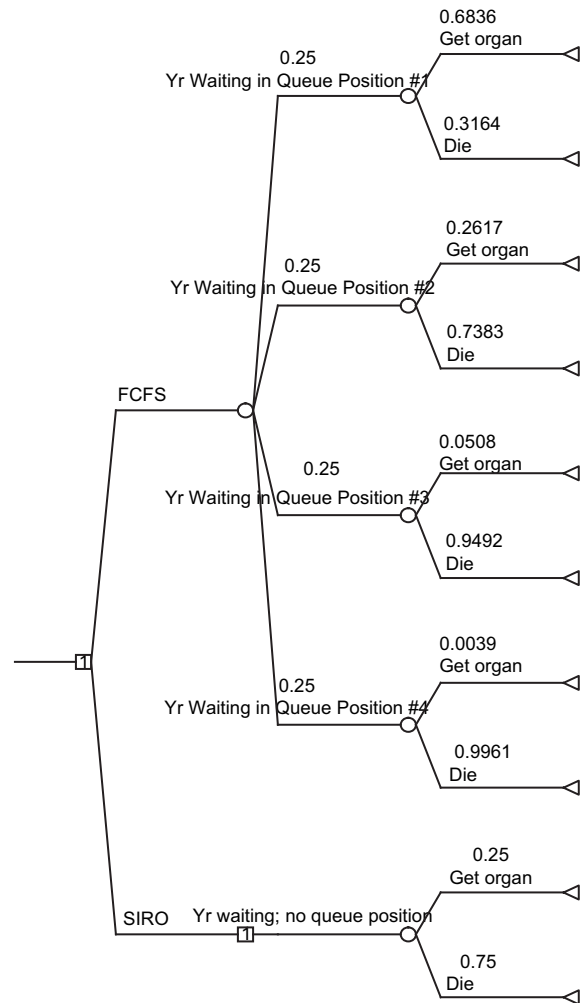 0.6836
Get organ
0.25
Yr Waiting in Queue Position #1
0.3164
Die
0.2617
Get organ
0.25
Yr Waiting in Queue Position #2
0.7383
Die
FCFS
0.0508
Get organ
0.25
Yr Waiting in Queue Position #3
0.9492
Die
0.0039
Get organ
1
0.25
Yr Waiting in Queue Position #4
0.9961
Die
0.25
Get organ
SIRO
Yr waiting; no queue position
1
0.75
Die